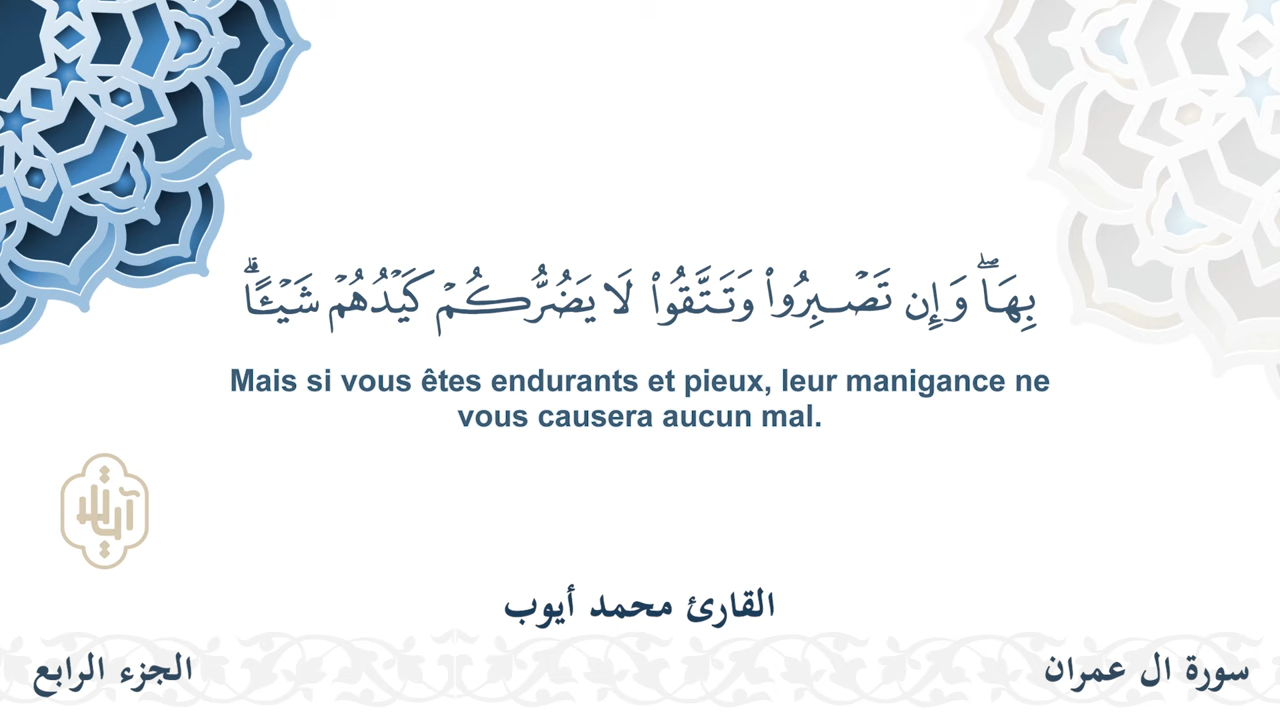 بِهَاۖ وَإِن تَصۡبِرُواْ وَتَتَّقُواْ لَا يَضُرُّكُمۡ كَيۡدُهُمۡ شَيۡـًٔاۗ
Mais si vous êtes endurants et pieux, leur manigance ne
vous causera aucun mal.
القارئ محمد أيوب
سورة ال عمران
الجزء الرابع